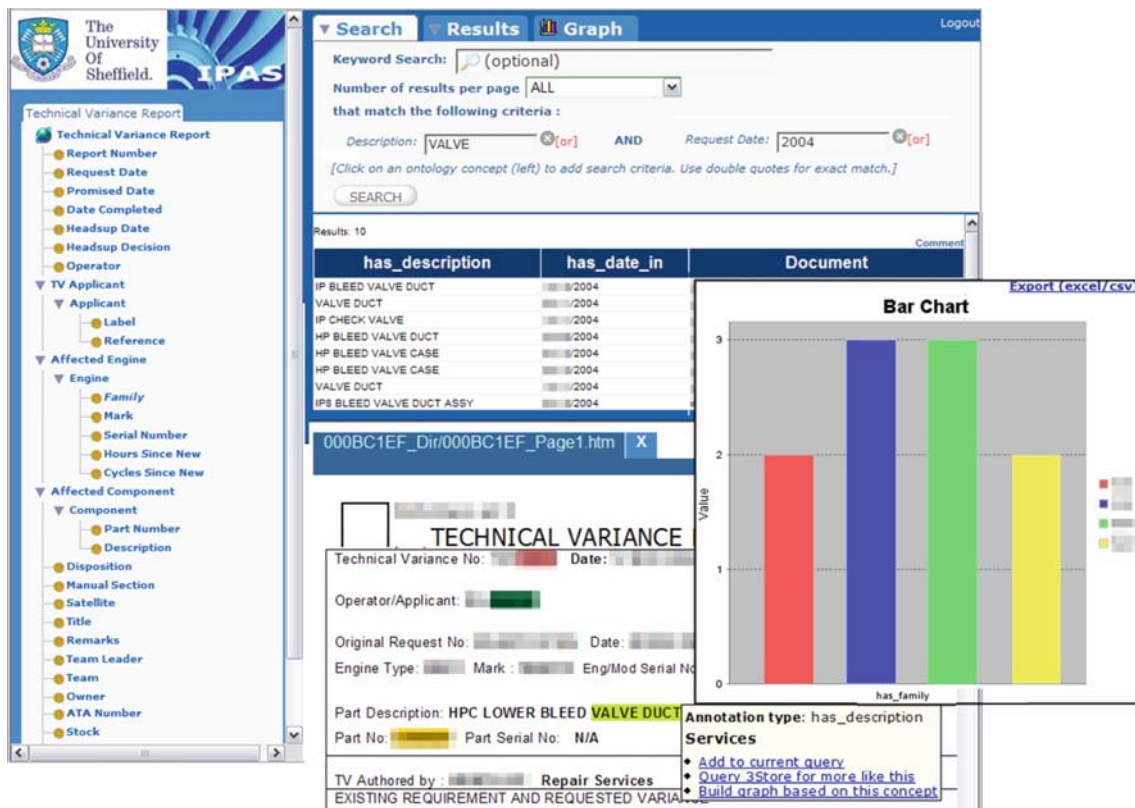 The
University
Of
Sheffield.
IPAS
Technical Variance Report
Technical Variance Report
Report Number
Request Date
Promised Date
Date Completed
Headsup Date
Headsup Decision
Operator
TV Applicant
Applicant
Label
Reference
Affected Engine
Engine
Family
Mark
Serial Number
Hours Since New
Cycles Since New
Affected Component
Component
Part Number
Description
Disposition
Manual Section
Satellite
Title
Remarks
Team Leader
Team
Owner
ATA Number
Stock
Search Results Graph Logout
Keyword Search: (optional)
Number of results per page ALL
that match the following criteria :
Description: VALVE [or] AND Request Date: 2004 [or]
[Click on an ontology concept (left) to add search criteria. Use double quotes for exact match.]
SEARCH
Results: 10
Comment
has_description has_date_in Document
IP BLEED VALVE DUCT /2004
VALVE DUCT /2004
IP CHECK VALVE /2004
HP BLEED VALVE DUCT /2004
HP BLEED VALVE CASE /2004
HP BLEED VALVE CASE /2004
VALVE DUCT /2004
IP8 BLEED VALVE DUCT ASSY /2004
000BC1EF_Dir/000BC1EF_Page1.htm X
TECHNICAL VARIANCE
Technical Variance No: Date:
Operator/Applicant:
Original Request No: Date:
Engine Type: Mark : Eng/Mod Serial No
Part Description: HPC LOWER BLEED VALVE DUCT
Part No: Part Serial No: N/A
TV Authored by : Repair Services
EXISTING REQUIREMENT AND REQUESTED
Export (excel/csv)
Bar Chart
3
2
1
0
Value
has_family
Annotation type: has_description
Services
Add to current query
Query 3Store for more like this
Build graph based on this concept